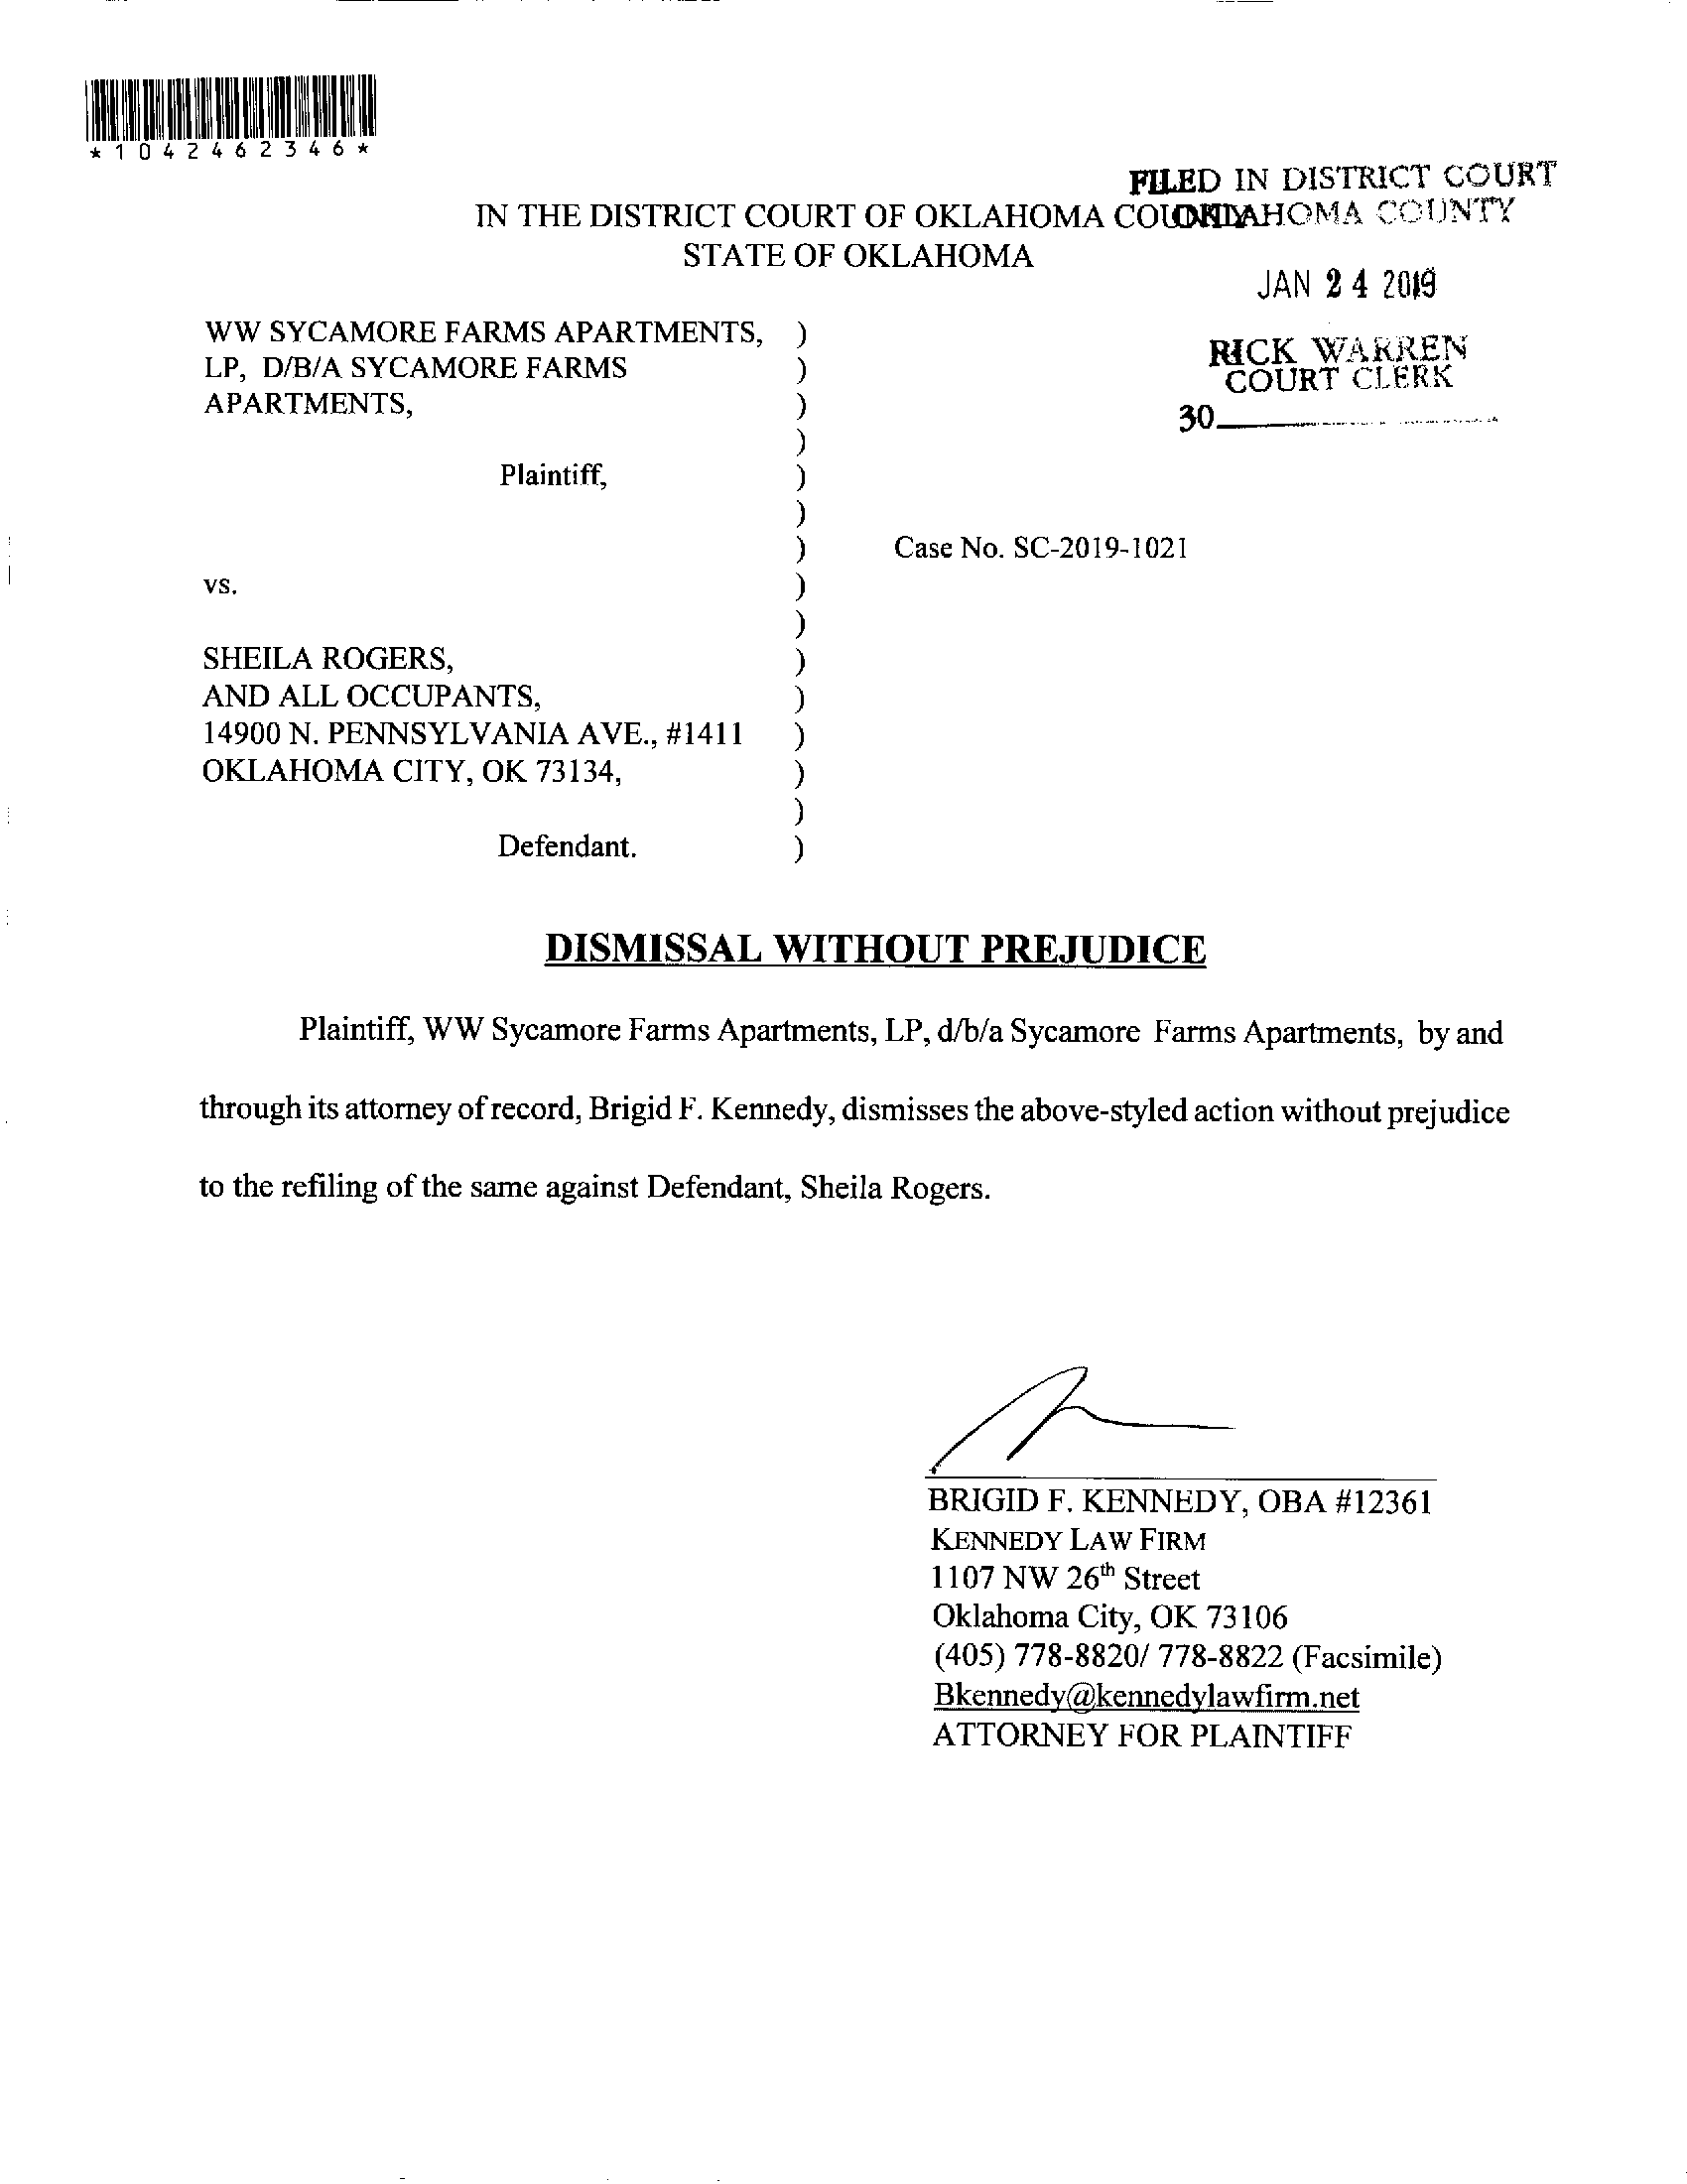 *1042462346*
FILED IN DISTRICT COURT
OKLAHOMA COUNTY
IN THE DISTRICT COURT OF OKLAHOMA COUNTY
STATE OF OKLAHOMA
JAN 24 2019
RICK WARREN
COURT CLERK
30
WW SYCAMORE FARMS APARTMENTS, )
LP, D/B/A SYCAMORE FARMS )
APARTMENTS, )
)
Plaintiff, )
)
) Case No. SC-2019-1021
vs. )
)
SHEILA ROGERS, )
AND ALL OCCUPANTS, )
14900 N. PENNSYLVANIA AVE., #1411 )
OKLAHOMA CITY, OK 73134, )
)
Defendant. )
DISMISSAL WITHOUT PREJUDICE
Plaintiff, WW Sycamore Farms Apartments, LP, d/b/a Sycamore Farms Apartments, by and
through its attorney of record, Brigid F. Kennedy, dismisses the above-styled action without prejudice
to the refiling of the same against Defendant, Sheila Rogers.
BRIGID F. KENNEDY, OBA #12361
KENNEDY LAW FIRM
1107 NW 26th Street
Oklahoma City, OK 73106
(405) 778-8820/ 778-8822 (Facsimile)
Bkennedy@kennedylawfirm.net
ATTORNEY FOR PLAINTIFF